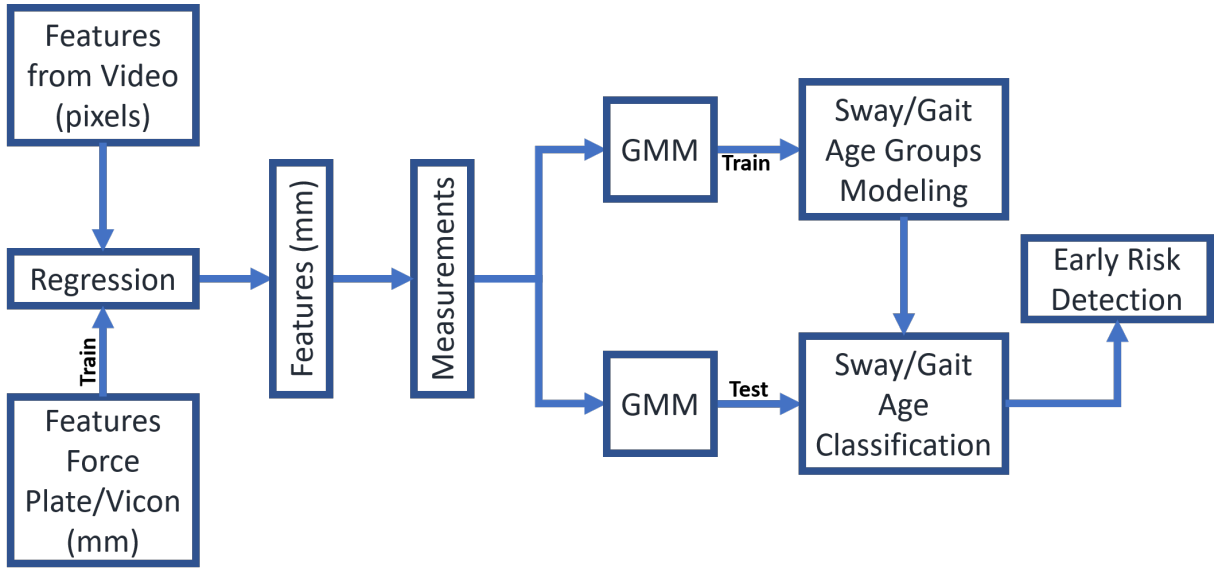 Features
from Video
(pixels)
Regression
Train
Features
Force
Plate/Vicon
(mm)
Features (mm)
Measurements
GMM
Train
Sway/Gait
Age Groups
Modeling
GMM
Test
Sway/Gait
Age
Classification
Early Risk
Detection